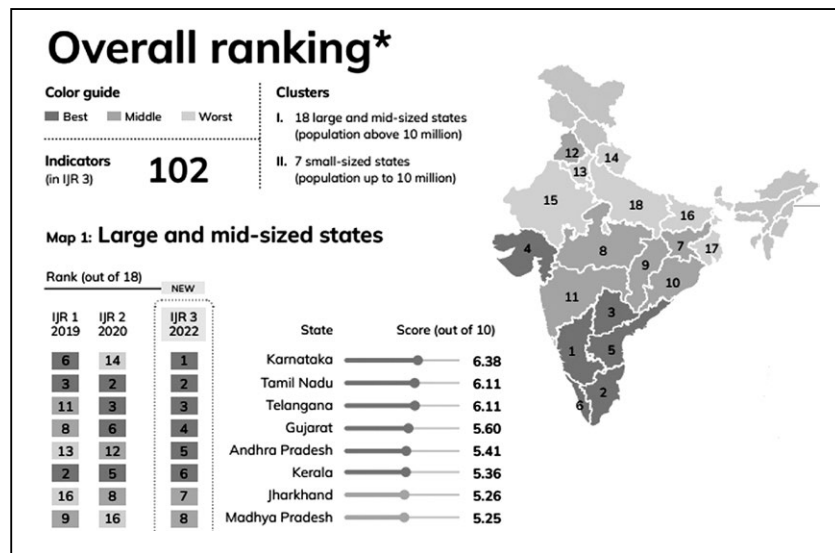 Overall ranking*
Color guide
Best Middle Worst
Indicators
(in IJR 3)
102
Clusters
I. 18 large and mid-sized states
(population above 10 million)
II. 7 small-sized states
(population up to 10 million)
Map 1: Large and mid-sized states
Rank (out of 18)
NEW
IJR 1 IJR 2 IJR 3
2019 2020 2022
State Score (out of 10)
6 14 1 Karnataka 6.38
3 2 2 Tamil Nadu 6.11
11 3 3 Telangana 6.11
8 6 4 Gujarat 5.60
13 12 5 Andhra Pradesh 5.41
2 5 6 Kerala 5.36
16 8 7 Jharkhand 5.26
9 16 8 Madhya Pradesh 5.25
12
14
13
15
18
16
4
8
7
17
9
10
11
3
1
5
6
2